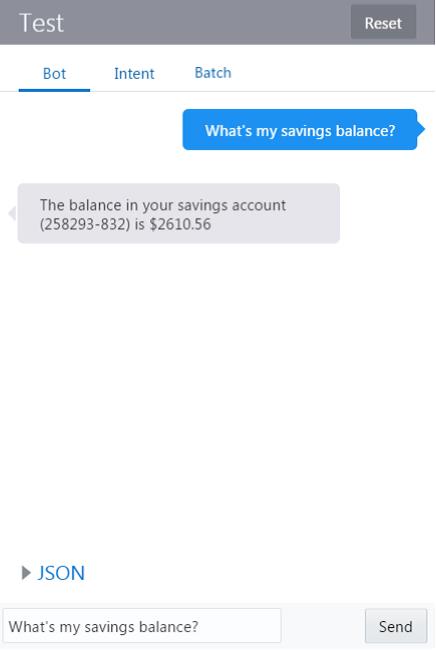 Test
Reset
Bot
Intent
Batch
What's my savings balance?
The balance in your savings account
(258293-832) is $2610.56
JSON
What's my savings balance?
Send